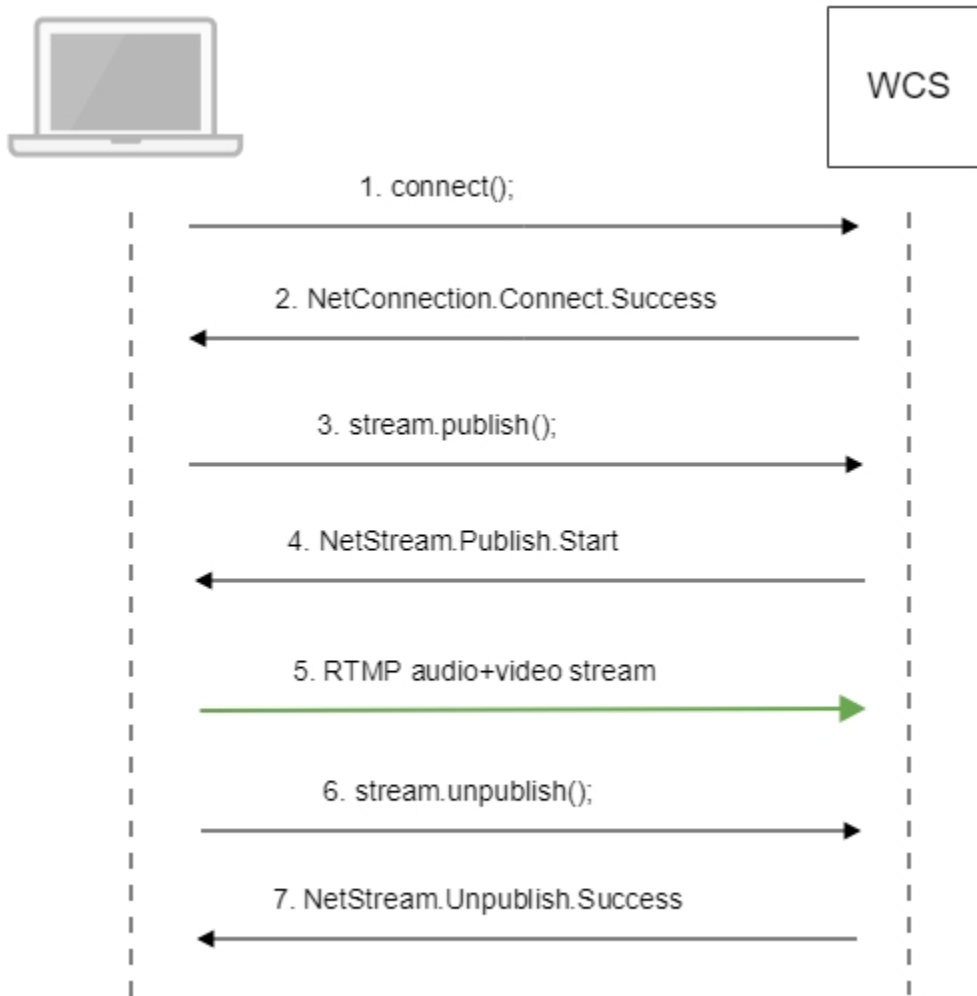 WCS
1. connect();
2. NetConnection.Connect.Success
3. stream.publish();
4. NetStream.Publish.Start
5. RTMP audio+video stream
6. stream.unpublish();
7. NetStream.Unpublish.Success